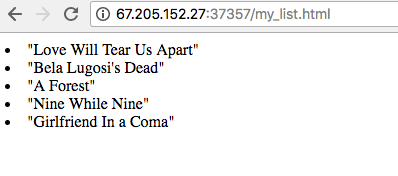 67.205.152.27:37357/my_list.html
• "Love Will Tear Us Apart"
• "Bela Lugosi's Dead"
• "A Forest"
• "Nine While Nine"
• "Girlfriend In a Coma"